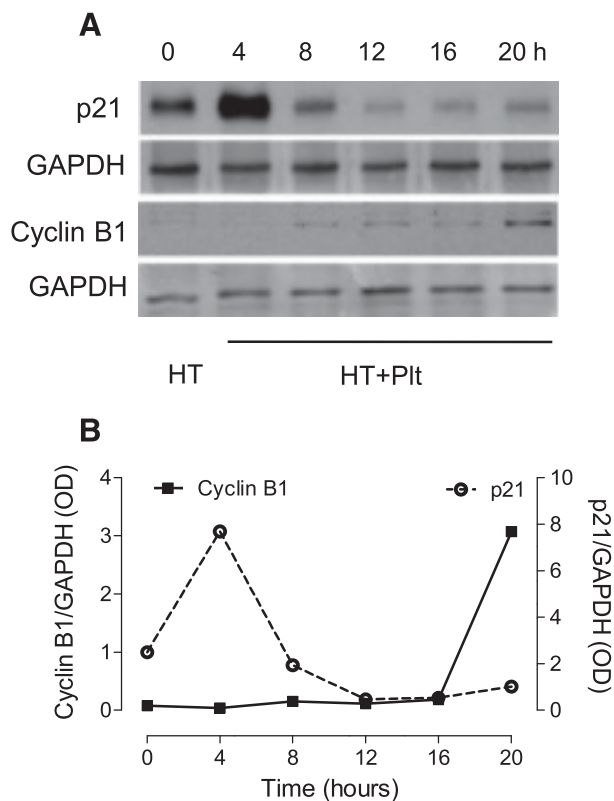 A
0 4 8 12 16 20 h
p21
GAPDH
Cyclin B1
GAPDH
HT HT+Plt
B
Cyclin B1/GAPDH (OD)
4
3
2
1
0
Cyclin B1
p21
10
8
6
4
2
0
p21/GAPDH (OD)
0 4 8 12 16 20
Time (hours)